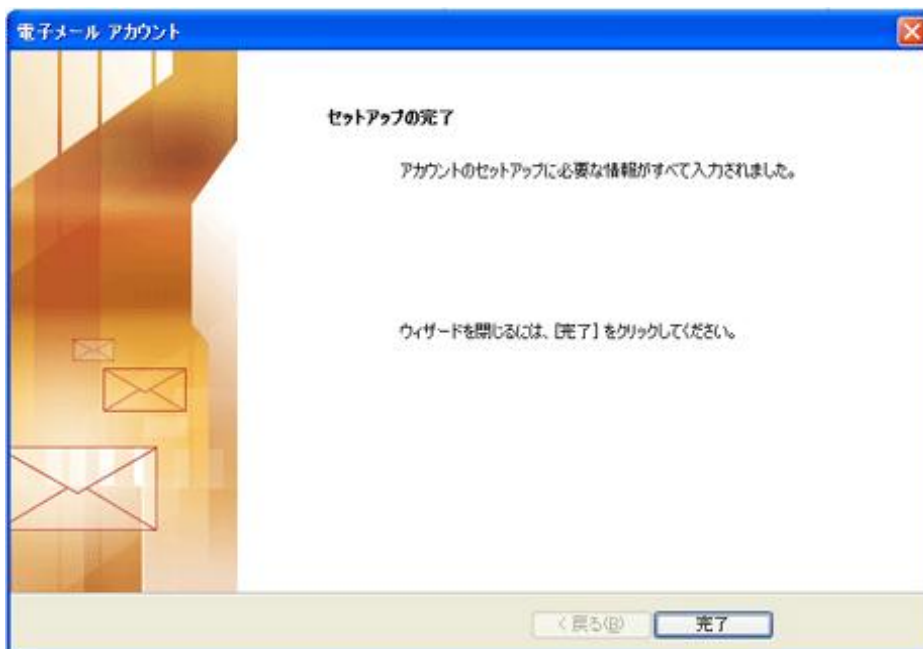 電子メール アカウント
セットアップの完了
アカウントのセットアップに必要な情報がすべて入力されました。
ウィザードを閉じるには、[完了] をクリックしてください。
< 戻る(B)
完了